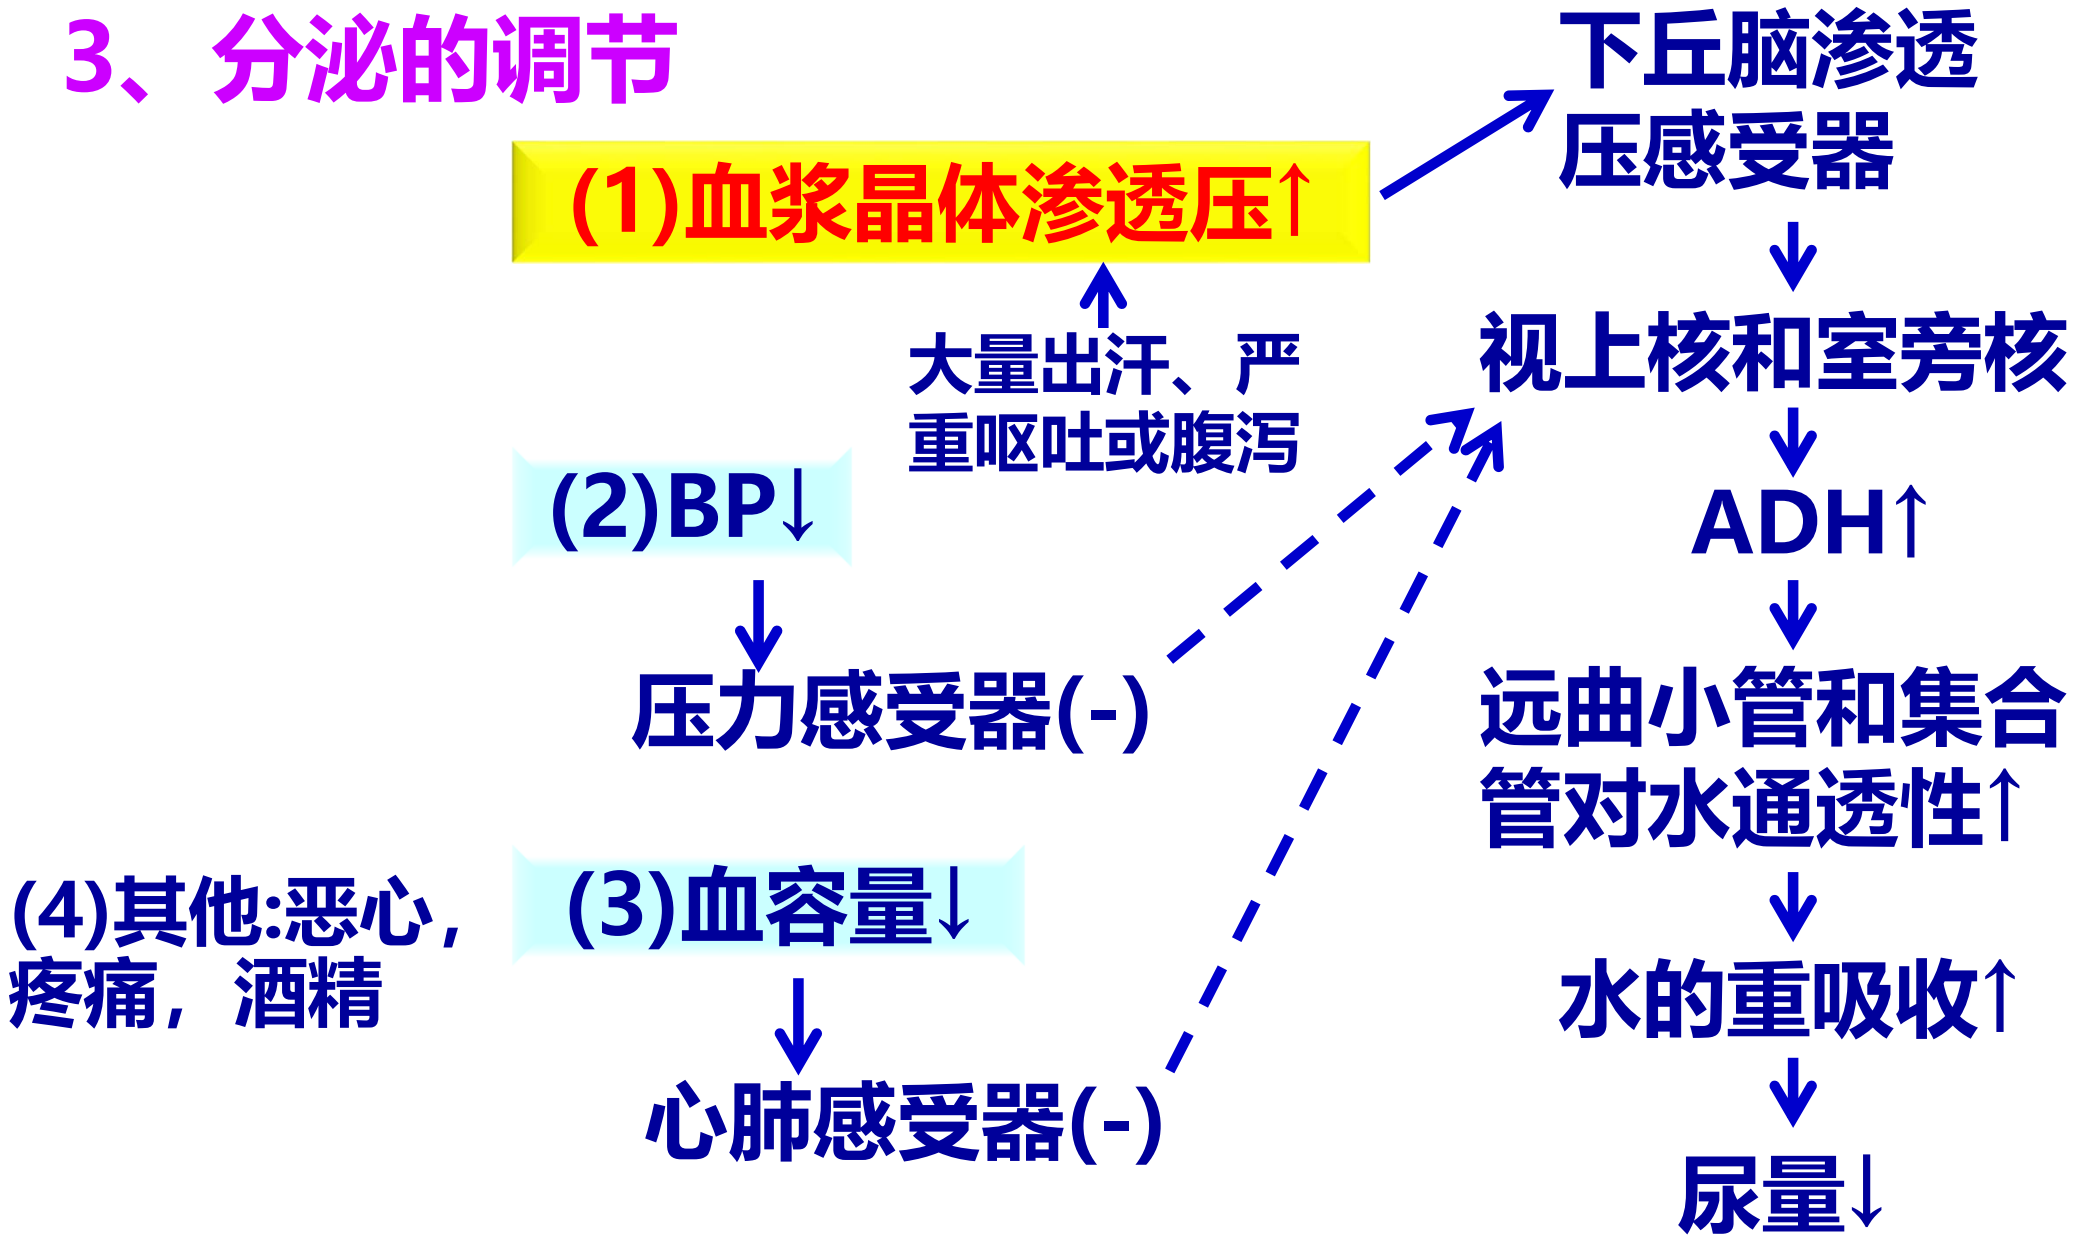 3、分泌的调节
(1)血浆晶体渗透压↑
大量出汗、严
重呕吐或腹泻
(2)BP↓
压力感受器(-)
(3)血容量↓
心肺感受器(-)
(4)其他:恶心，
疼痛，酒精
下丘脑渗透
压感受器
视上核和室旁核
ADH↑
远曲小管和集合
管对水通透性↑
水的重吸收↑
尿量↓